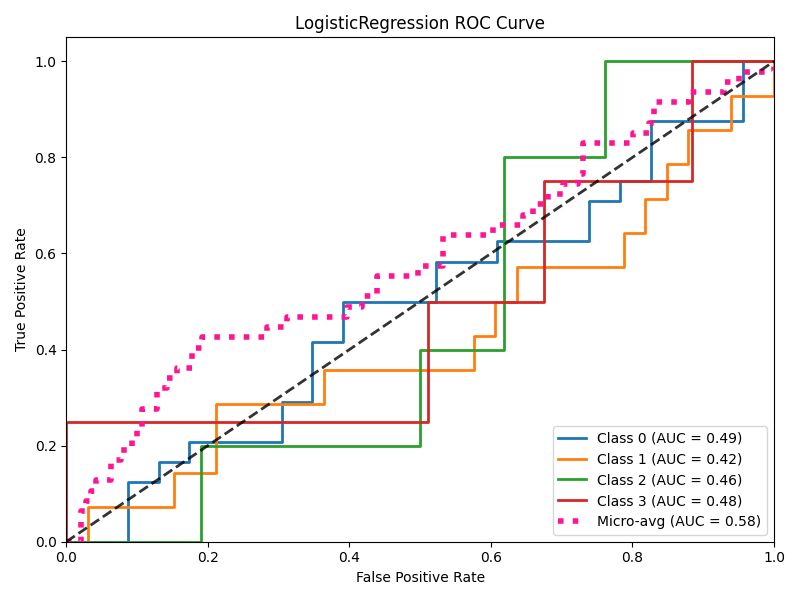 LogisticRegression ROC Curve
True Positive Rate
1.0
0.8
0.6
0.4
0.2
0.0
Class 0 (AUC = 0.49)
Class 1 (AUC = 0.42)
Class 2 (AUC = 0.46)
Class 3 (AUC = 0.48)
Micro-avg (AUC = 0.58)
0.0 0.2 0.4 0.6 0.8 1.0
False Positive Rate